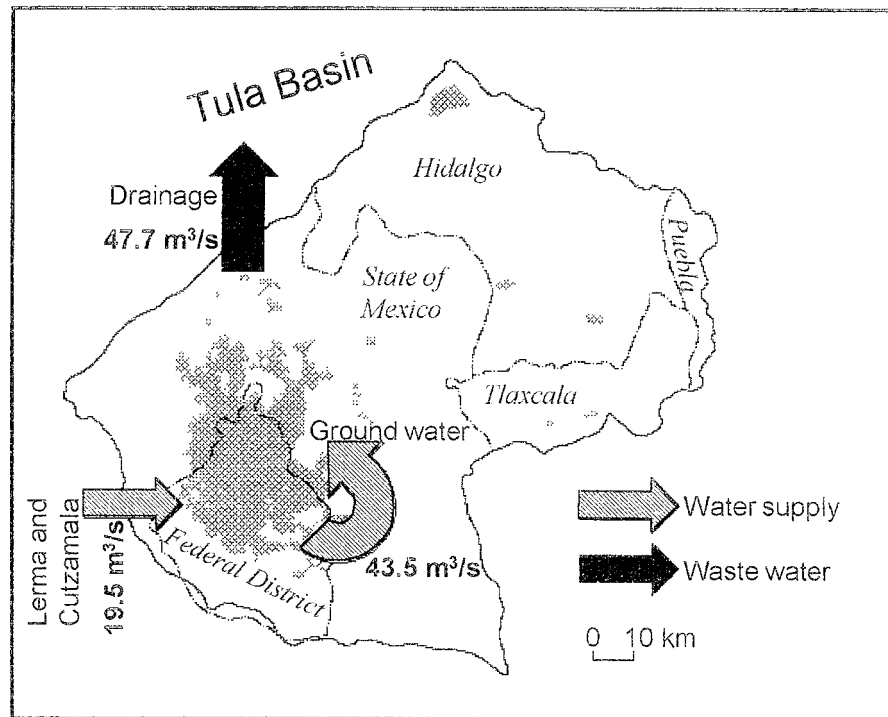 Tula Basin
Hidalgo
Drainage
47.7 m³/s
Puebla
State of
Mexico
Tlaxcala
Ground water
Lerma and
Cutzamala
19.5 m³/s
Federal District
43.5 m³/s
Water supply
Waste water
0 10 km